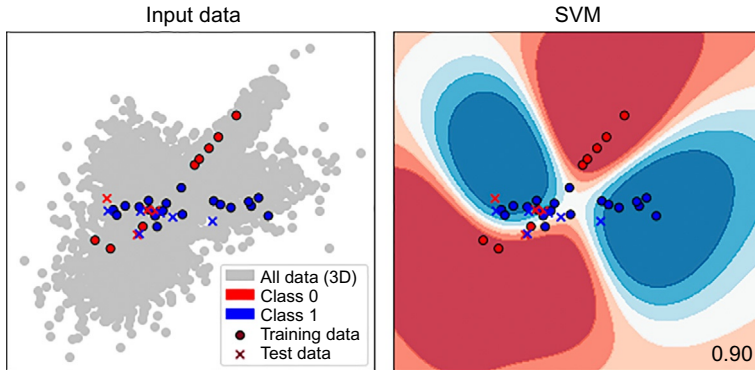 Input data
SVM
All data (3D)
Class 0
Class 1
Training data
Test data
0.90